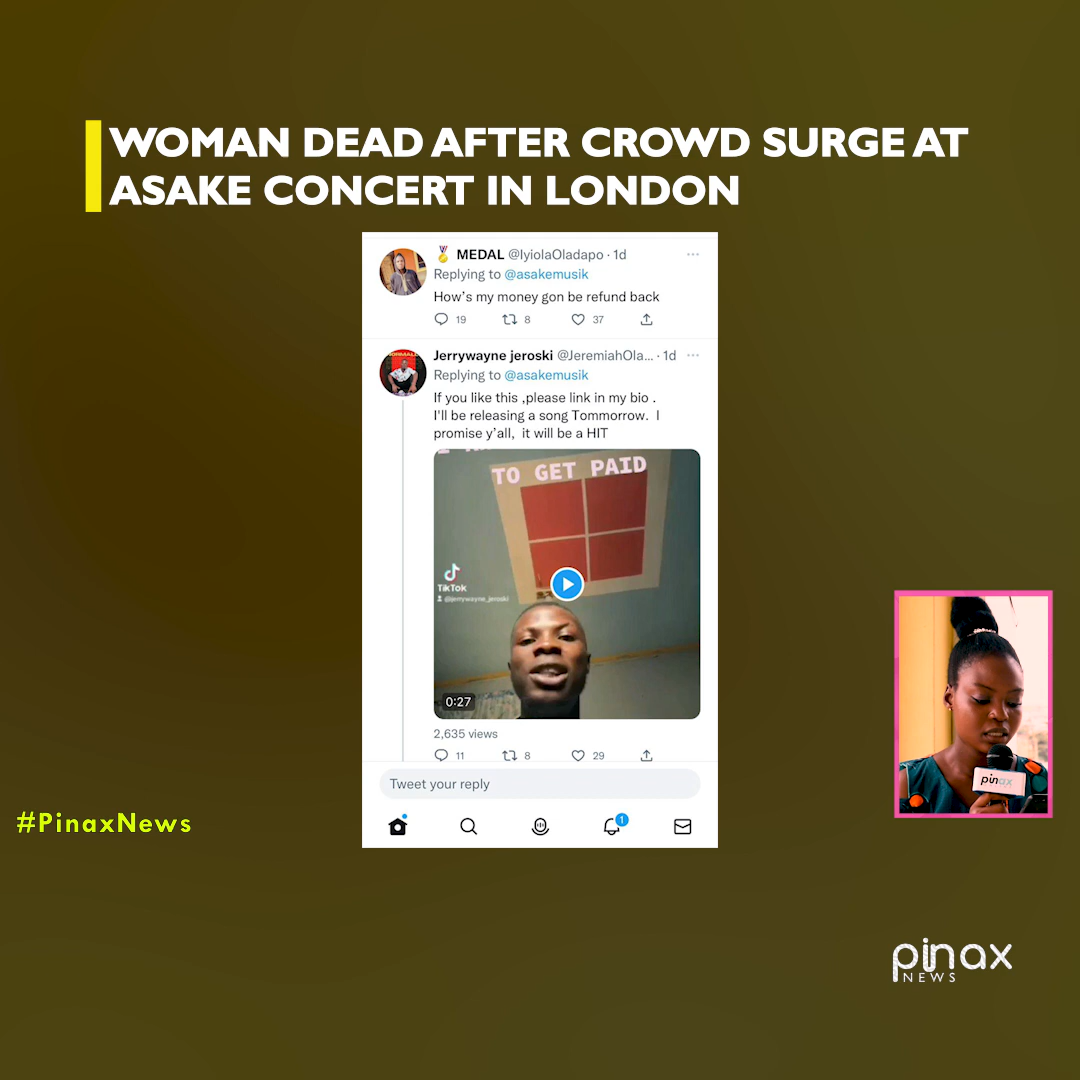 WOMAN DEAD AFTER CROWD SURGE AT
ASAKE CONCERT IN LONDON
MEDAL @IyiolaOladapo · 1d
Replying to @asakemusik
How's my money gon be refund back
19 8 37
NORMALL
Jerrywayne jeroski @JeremiahOla... · 1d
Replying to @asakemusik
If you like this ,please link in my bio .
I'll be releasing a song Tommorrow. I
promise y'all, it will be a HIT
TO GET PAID
TikTok
@jerrywayne_jeroski
0:27
2,635 views
11 8 29
Tweet your reply
1
pinax
#PinaxNews
pinax
NEWS